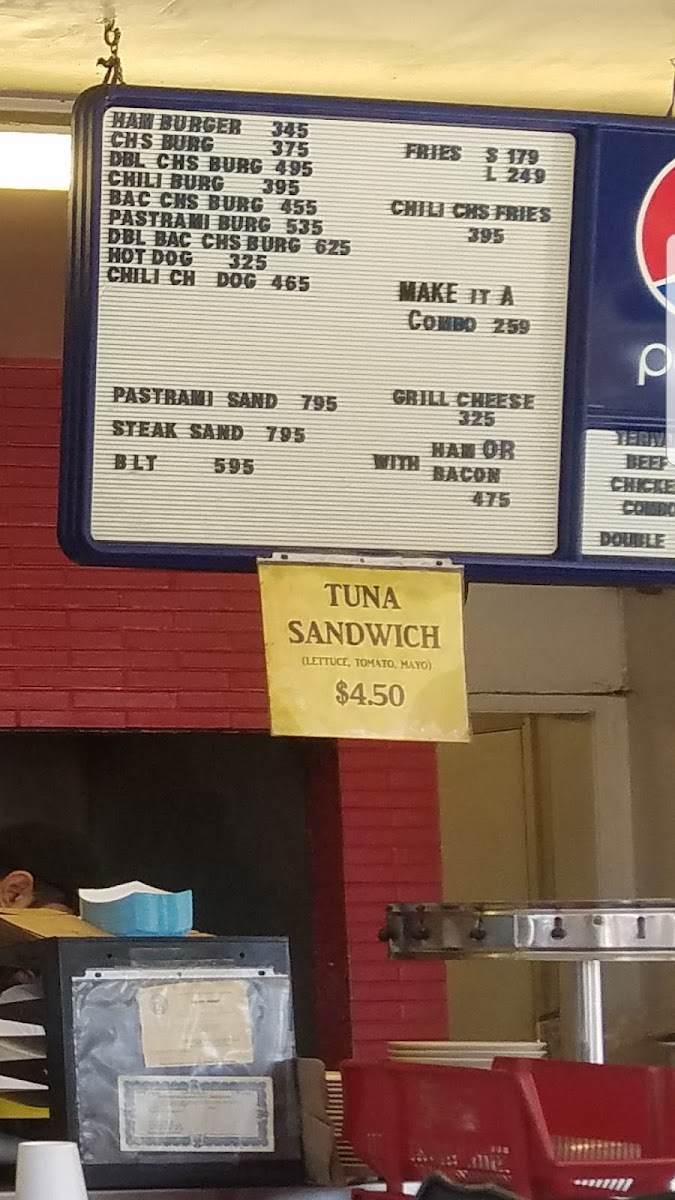 HAM BURGER 345
CHS BURG 375
DBL CHS BURG 495
CHILI BURG 395
BAC CHS BURG 455
PASTRAMI BURG 535
DBL BAC CHS BURG 625
HOT DOG 325
CHILI CH DOG 465
PASTRAMI SAND 795
STEAK SAND 795
BLT 595
FRIES S 179
L 249
CHILI CHS FRIES
395
MAKE IT A
COMBO 259
GRILL CHEESE
325
WITH HAM OR
BACON
475
p
BEEF
CHICKE
COMBO
DOUBLE
TUNA
SANDWICH
(LETTUCE, TOMATO, MAYO)
$4.50